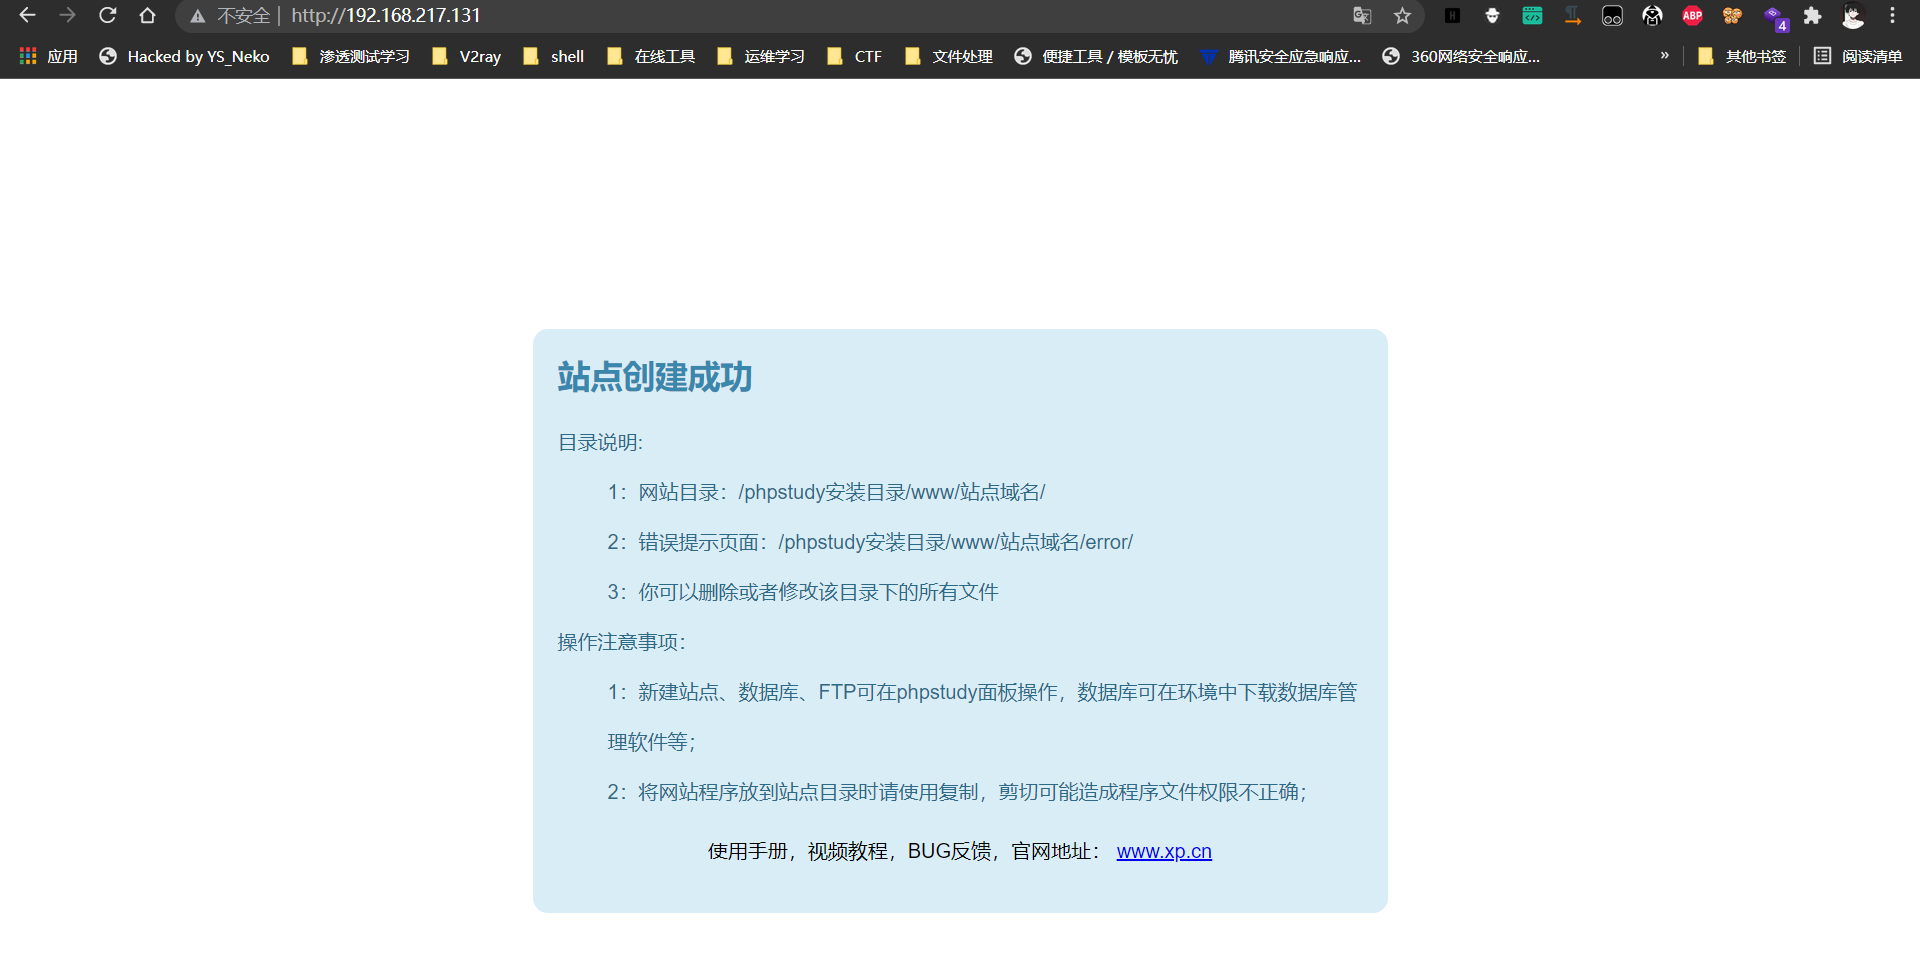 不安全 | http://192.168.217.131
ABP
4
应用 Hacked by YS_Neko 渗透测试学习 V2ray shell 在线工具 运维学习 CTF 文件处理 便捷工具 / 模板无忧 腾讯安全应急响应... 360网络安全响应... » 其他书签 阅读清单
站点创建成功
目录说明:
1：网站目录：/phpstudy安装目录/www/站点域名/
2：错误提示页面：/phpstudy安装目录/www/站点域名/error/
3：你可以删除或者修改该目录下的所有文件
操作注意事项：
1：新建站点、数据库、FTP可在phpstudy面板操作，数据库可在环境中下载数据库管
理软件等；
2：将网站程序放到站点目录时请使用复制，剪切可能造成程序文件权限不正确；
使用手册，视频教程，BUG反馈，官网地址： www.xp.cn